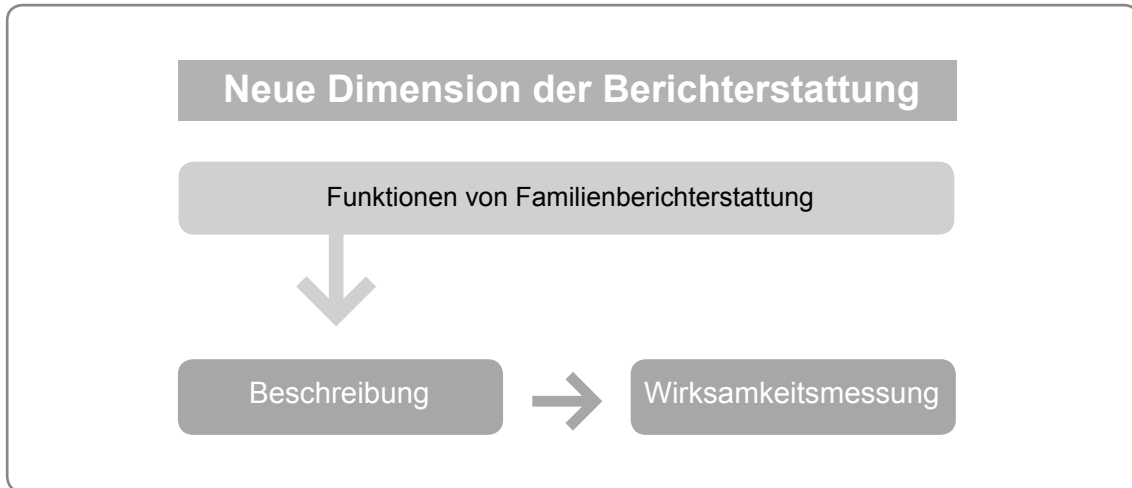 Neue Dimension der Berichterstattung
Funktionen von Familienberichterstattung
Beschreibung
Wirksamkeitsmessung